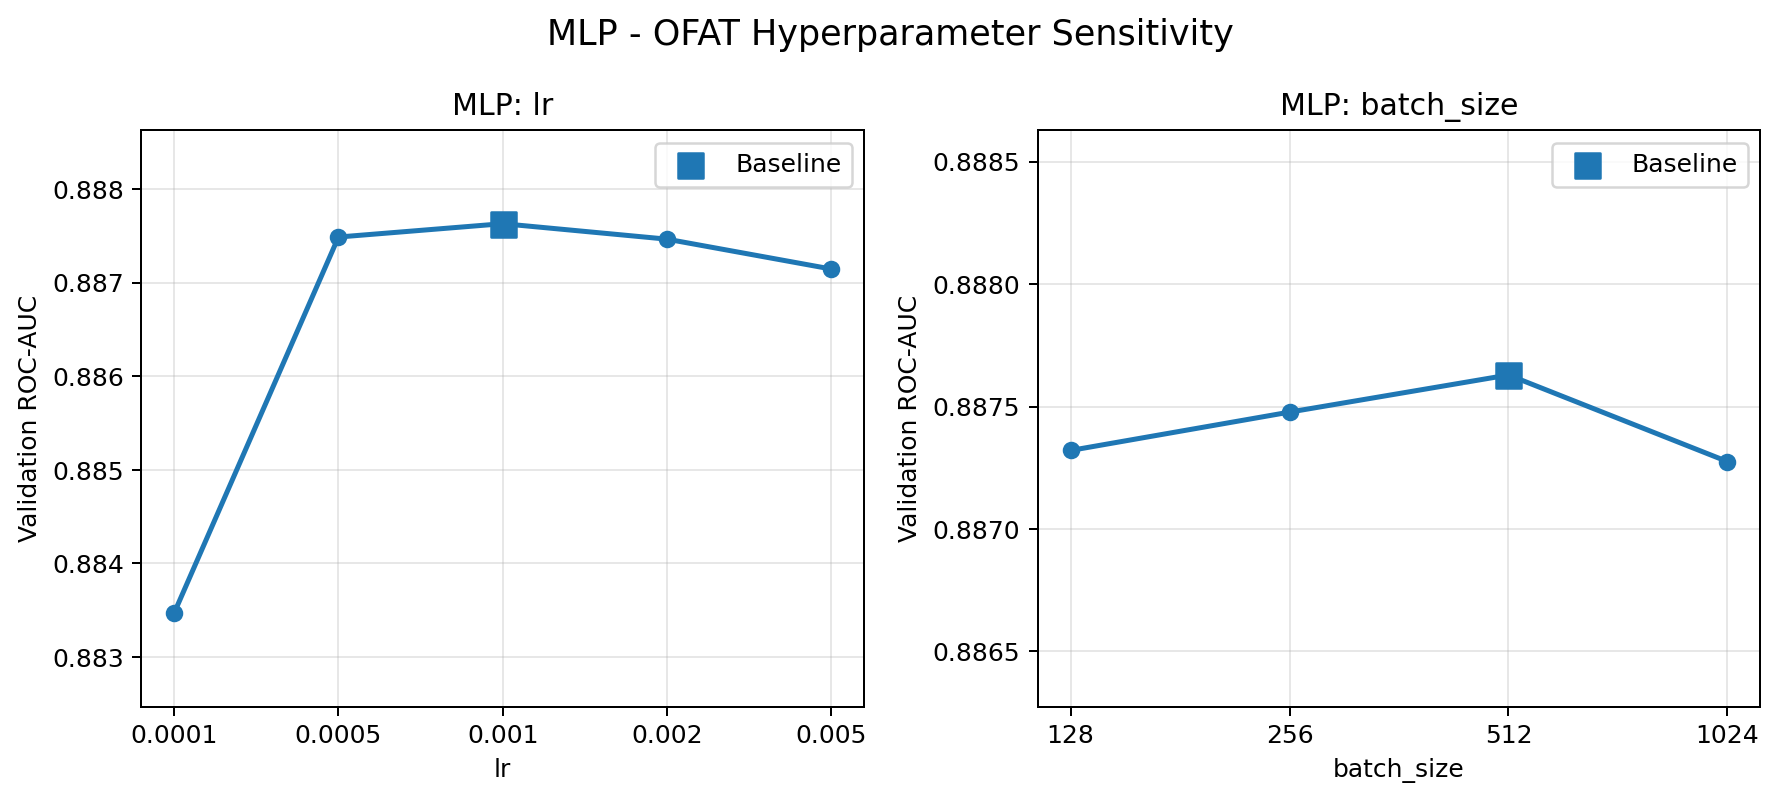 MLP - OFAT Hyperparameter Sensitivity
MLP: lr
Baseline
0.888
0.887
0.886
0.885
0.884
0.883
Validation ROC-AUC
0.0001 0.0005 0.001 0.002 0.005
lr
MLP: batch_size
Baseline
0.8885
0.8880
0.8875
0.8870
0.8865
Validation ROC-AUC
128 256 512 1024
batch_size